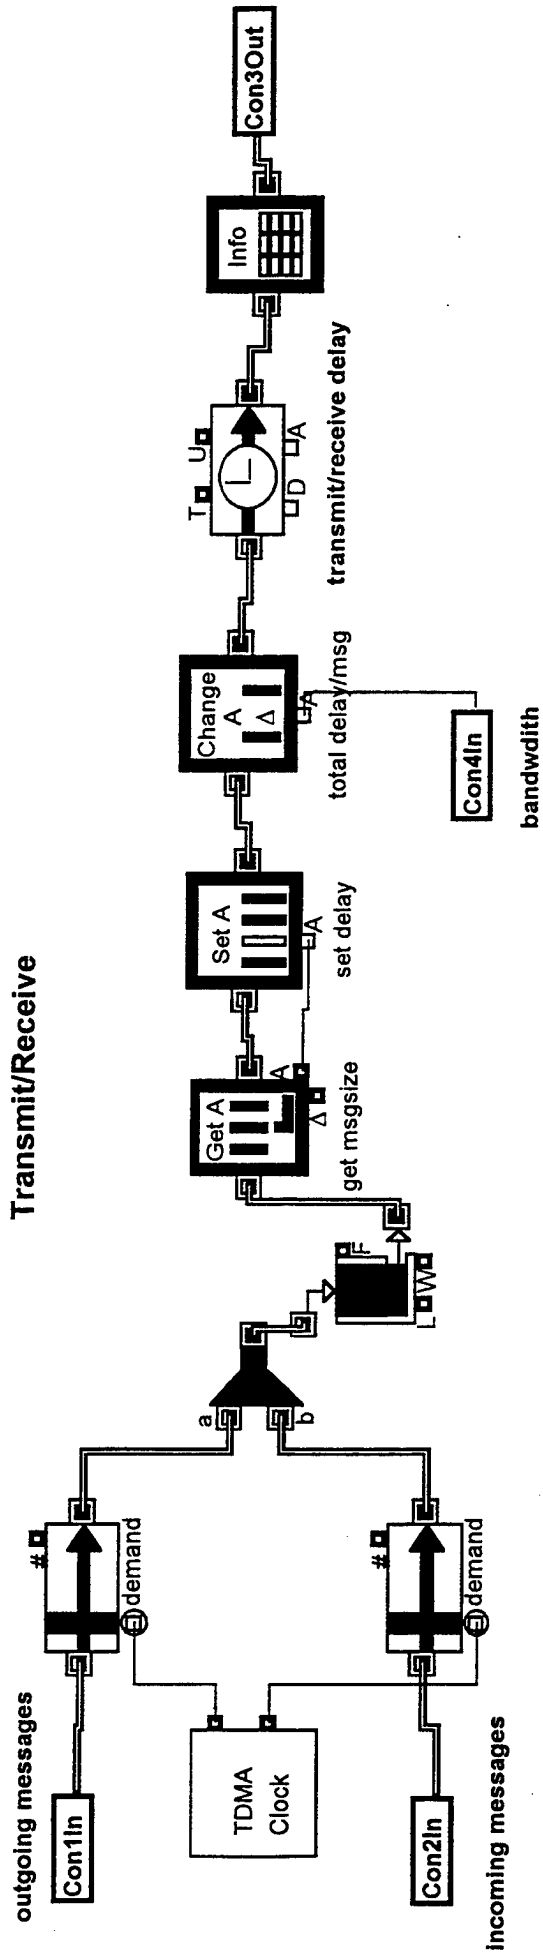 Transmit/Receive
outgoing messages
Con1In
#
demand
TDMA
Clock
incoming messages
Con2In
#
demand
a
b
F
L W
Get A
A
Δ
get msgsize
Set A
A
set delay
Change
A
Δ
A
total delay/msg
Con4In
bandwdith
T U
D A
transmit/receive delay
Info
Con3Out